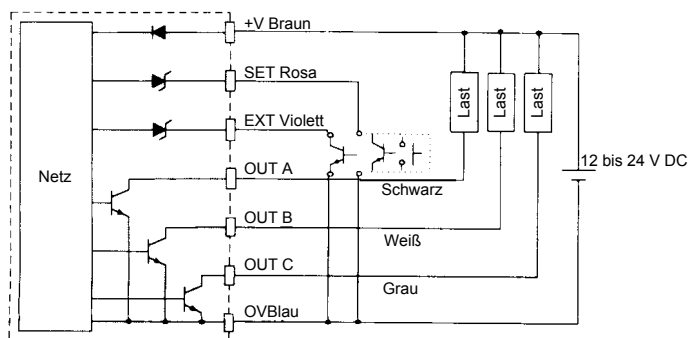 +V Braun
SET Rosa
Last
Last
Last
EXT Violett
12 bis 24 V DC
Netz
OUT A
Schwarz
OUT B
Weiß
OUT C
Grau
OVBlau